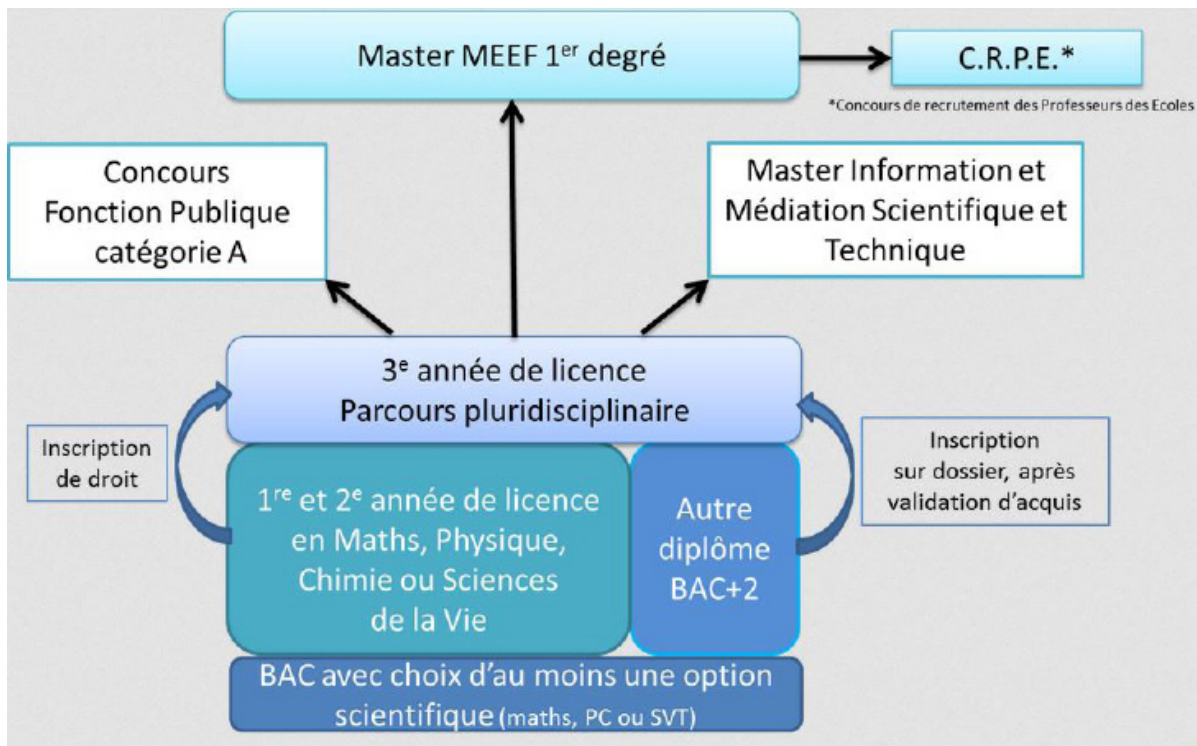 Master MEEF 1er degré
C.R.P.E.*
*Concours de recrutement des Professeurs des Ecoles
Concours
Fonction Publique
catégorie A
Master Information et
Médiation Scientifique et
Technique
3e année de licence
Parcours pluridisciplinaire
Inscription
de droit
Inscription
sur dossier, après
validation d'acquis
1re et 2e année de licence
en Maths, Physique,
Chimie ou Sciences
de la Vie
Autre
diplôme
BAC+2
BAC avec choix d'au moins une option
scientifique (maths, PC ou SVT)